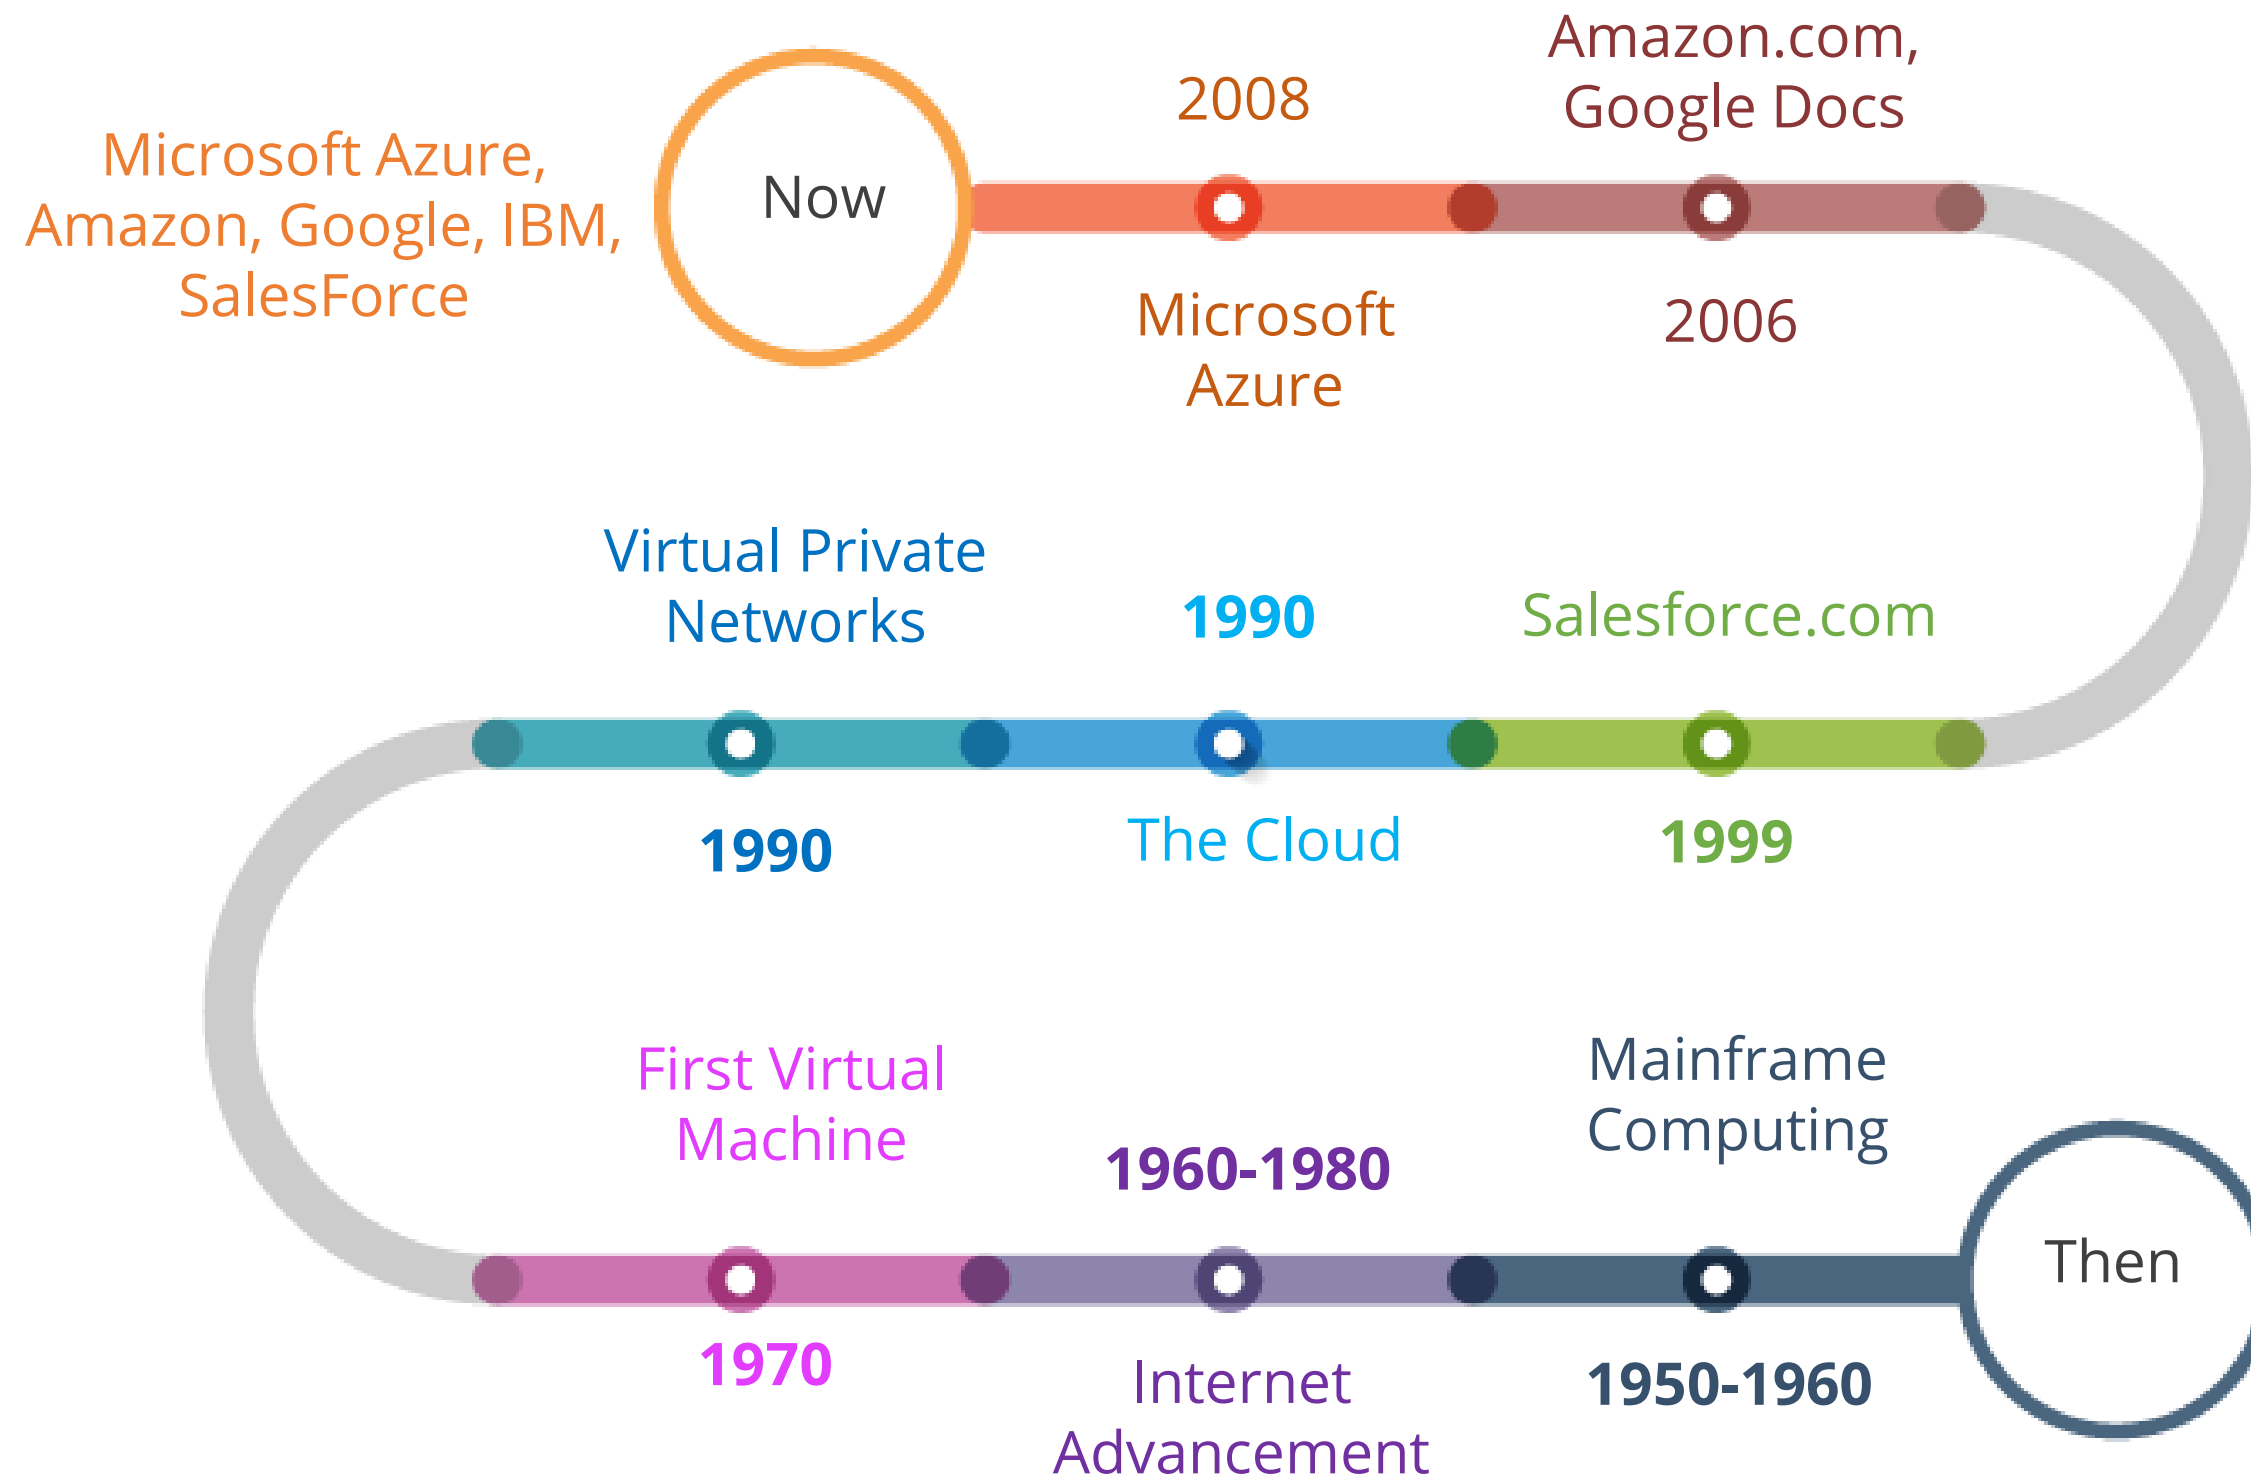 Amazon.com,
Google Docs
2008
Microsoft Azure,
Amazon, Google, IBM,
SalesForce
Now
Microsoft
Azure
2006
Virtual Private
Networks
1990
Salesforce.com
1990
The Cloud
1999
First Virtual
Machine
1960-1980
Mainframe
Computing
Then
1970
Internet
Advancement
1950-1960